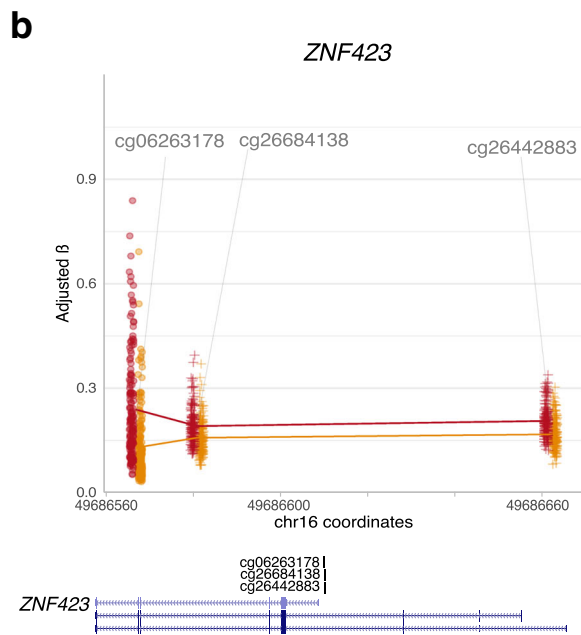 b
ZNF423
cg06263178 cg26684138 cg26442883
0.9
0.6
0.3
0.0
Adjusted ß
49686560 49686600 49686660
chr16 coordinates
cg06263178
cg26684138
cg26442883
ZNF423